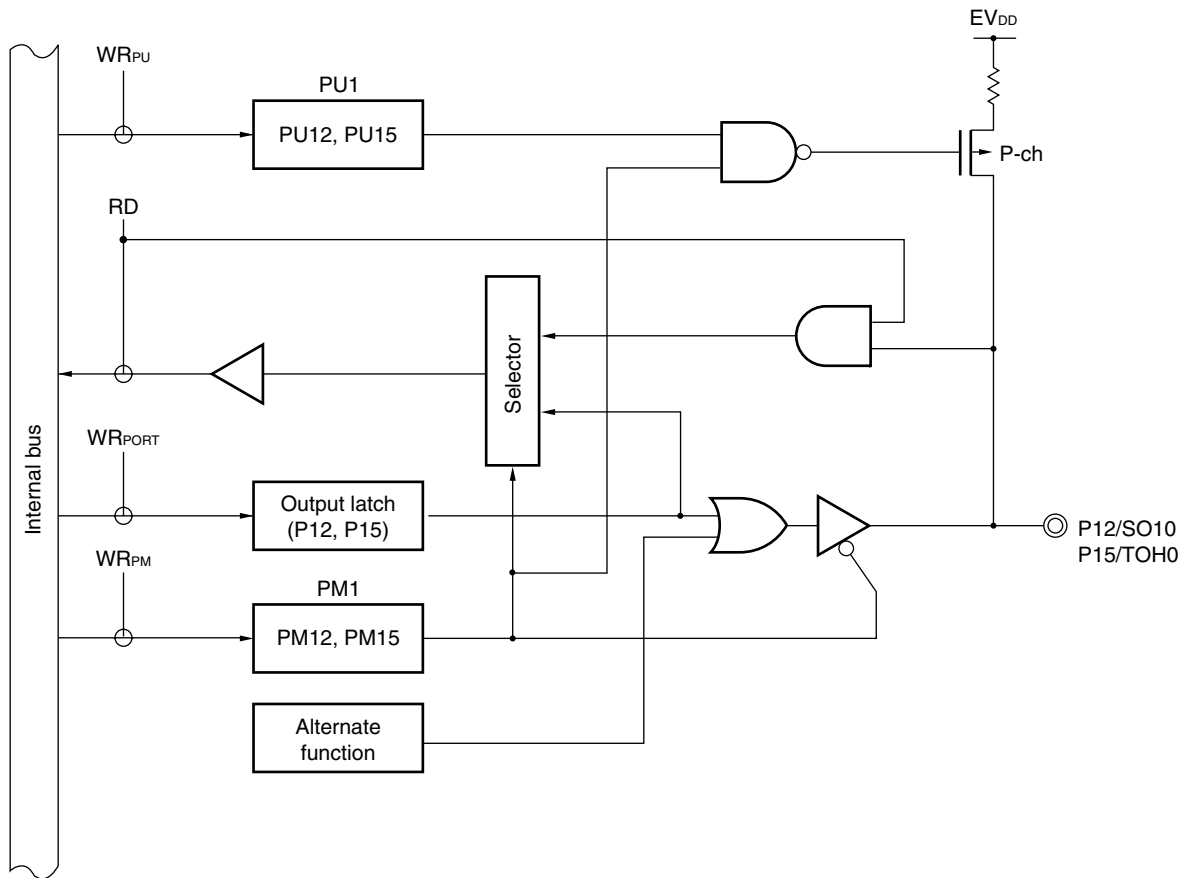 EVDD
WRPU
PU1
PU12, PU15
P-ch
RD
Selector
Internal bus
WRPORT
Output latch
(P12, P15)
P12/SO10
P15/TOH0
WRPM
PM1
PM12, PM15
Alternate
function